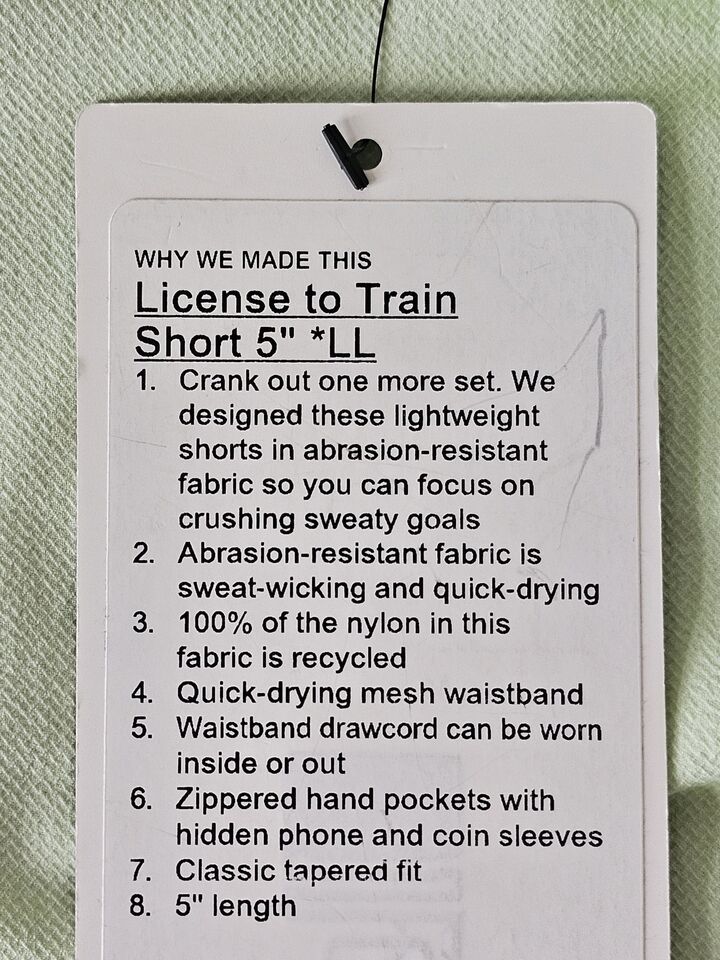 WHY WE MADE THIS
License to Train
Short 5" *LL
1. Crank out one more set. We
designed these lightweight
shorts in abrasion-resistant
fabric so you can focus on
crushing sweaty goals
2. Abrasion-resistant fabric is
sweat-wicking and quick-drying
3. 100% of the nylon in this
fabric is recycled
4. Quick-drying mesh waistband
5. Waistband drawcord can be worn
inside or out
6. Zippered hand pockets with
hidden phone and coin sleeves
7. Classic tapered fit
8. 5" length